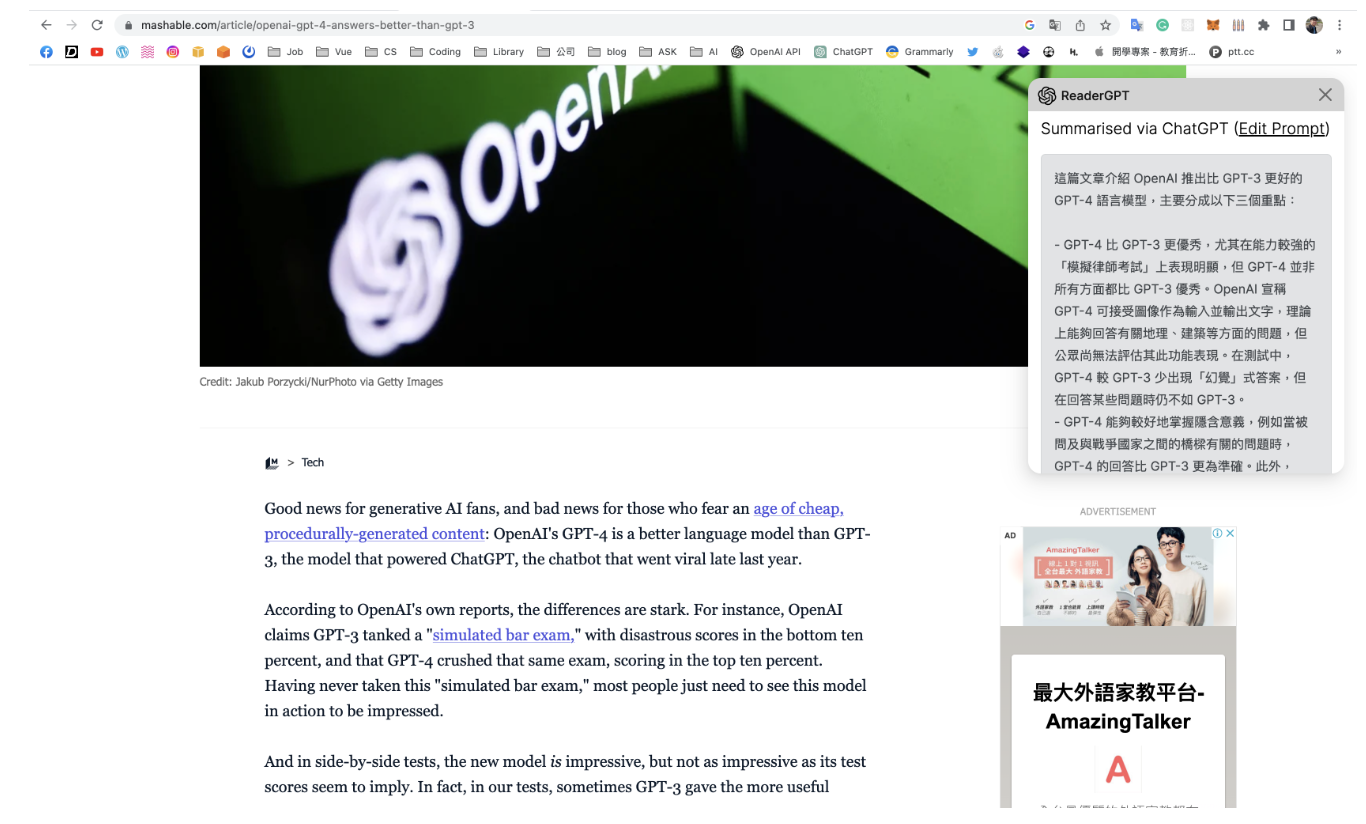 mashable.com/article/openai-gpt-4-answers-better-than-gpt-3
Job Vue CS Coding Library 公司 blog ASK AI OpenAI API ChatGPT Grammarly 開學專案 - 教育折... ptt.cc »
OpenAI
Credit: Jakub Porzycki/NurPhoto via Getty Images
> Tech
Good news for generative AI fans, and bad news for those who fear an age of cheap,
procedurally-generated content: OpenAI's GPT-4 is a better language model than GPT-
3, the model that powered ChatGPT, the chatbot that went viral late last year.
According to OpenAI's own reports, the differences are stark. For instance, OpenAI
claims GPT-3 tanked a "simulated bar exam," with disastrous scores in the bottom ten
percent, and that GPT-4 crushed that same exam, scoring in the top ten percent.
Having never taken this "simulated bar exam," most people just need to see this model
in action to be impressed.
And in side-by-side tests, the new model is impressive, but not as impressive as its test
scores seem to imply. In fact, in our tests, sometimes GPT-3 gave the more useful
ReaderGPT
Summarised via ChatGPT (Edit Prompt)
這篇文章介紹 OpenAI 推出比 GPT-3 更好的
GPT-4 語言模型，主要分成以下三個重點：
- GPT-4 比 GPT-3 更優秀，尤其在能力較強的
「模擬律師考試」上表現明顯，但 GPT-4 並非
所有方面都比 GPT-3 優秀。OpenAI 宣稱
GPT-4 可接受圖像作為輸入並輸出文字，理論
上能夠回答有關地理、建築等方面的問題，但
公眾尚無法評估其此功能表現。在測試中，
GPT-4 較 GPT-3 少出現「幻覺」式答案，但
在回答某些問題時仍不如 GPT-3。
- GPT-4 能夠較好地掌握隱含意義，例如當被
問及與戰爭國家之間的橋樑有關的問題時，
GPT-4 的回答比 GPT-3 更為準確。此外，
ADVERTISEMENT
AD
AmazingTalker
線上 1 對 1 視訊
全台最大 外語家教
最大外語家教平台-
AmazingTalker
A